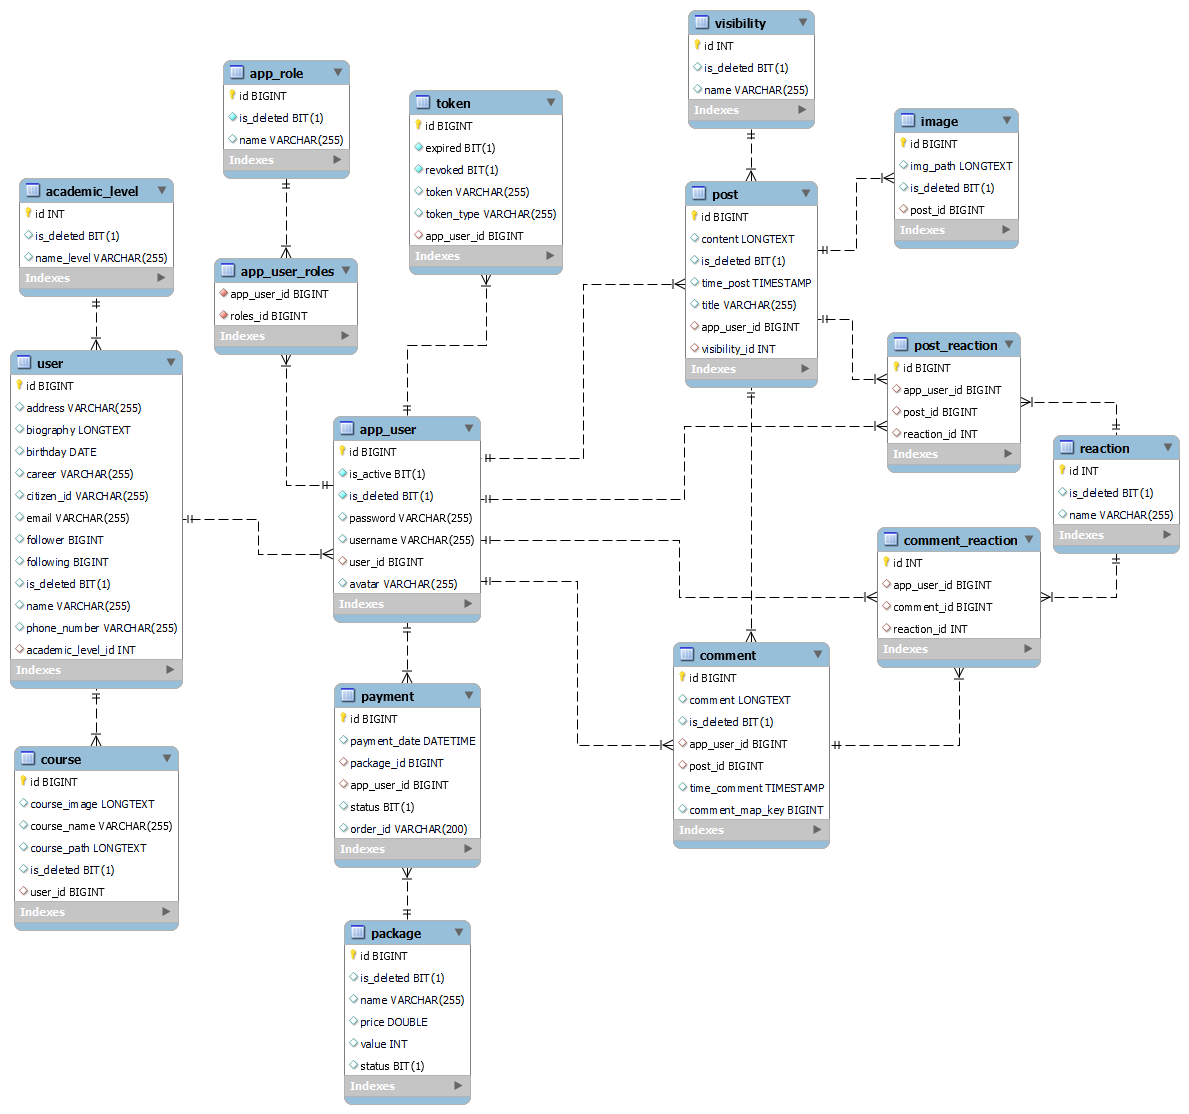 visibility
id INT
is_deleted BIT(1)
name VARCHAR(255)
Indexes
app_role
id BIGINT
is_deleted BIT(1)
name VARCHAR(255)
Indexes
token
id BIGINT
expired BIT(1)
revoked BIT(1)
token VARCHAR(255)
token_type VARCHAR(255)
app_user_id BIGINT
Indexes
image
id BIGINT
img_path LONGTEXT
is_deleted BIT(1)
post_id BIGINT
Indexes
academic_level
id INT
is_deleted BIT(1)
name_level VARCHAR(255)
Indexes
post
id BIGINT
content LONGTEXT
is_deleted BIT(1)
time_post TIMESTAMP
title VARCHAR(255)
app_user_id BIGINT
visibility_id INT
Indexes
app_user_roles
app_user_id BIGINT
roles_id BIGINT
Indexes
post_reaction
id BIGINT
app_user_id BIGINT
post_id BIGINT
reaction_id INT
Indexes
user
id BIGINT
address VARCHAR(255)
biography LONGTEXT
birthday DATE
career VARCHAR(255)
citizen_id VARCHAR(255)
email VARCHAR(255)
follower BIGINT
following BIGINT
is_deleted BIT(1)
name VARCHAR(255)
phone_number VARCHAR(255)
academic_level_id INT
Indexes
app_user
id BIGINT
is_active BIT(1)
is_deleted BIT(1)
password VARCHAR(255)
username VARCHAR(255)
user_id BIGINT
avatar VARCHAR(255)
Indexes
reaction
id INT
is_deleted BIT(1)
name VARCHAR(255)
Indexes
comment_reaction
id INT
app_user_id BIGINT
comment_id BIGINT
reaction_id INT
Indexes
comment
id BIGINT
comment LONGTEXT
is_deleted BIT(1)
app_user_id BIGINT
post_id BIGINT
time_comment TIMESTAMP
comment_map_key BIGINT
Indexes
payment
id BIGINT
payment_date DATETIME
package_id BIGINT
app_user_id BIGINT
status BIT(1)
order_id VARCHAR(200)
Indexes
course
id BIGINT
course_image LONGTEXT
course_name VARCHAR(255)
course_path LONGTEXT
is_deleted BIT(1)
user_id BIGINT
Indexes
package
id BIGINT
is_deleted BIT(1)
name VARCHAR(255)
price DOUBLE
value INT
status BIT(1)
Indexes